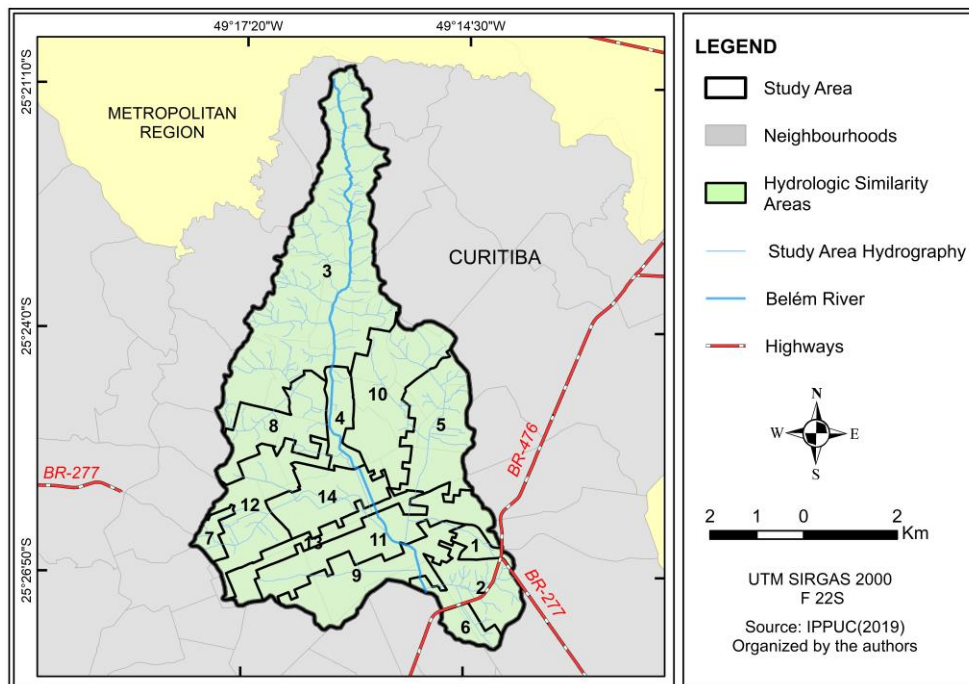 49°17'20"W
49°14'30"W
25°21'10"S
25°24'0"S
25°26'50"S
METROPOLITAN
REGION
CURITIBA
3
10
4
5
8
12
14
7
13
11
1
9
2
6
BR-277
BR-476
BR-277
LEGEND
Study Area
Neighbourhoods
Hydrologic Similarity
Areas
Study Area Hydrography
Belém River
Highways
N
W E
S
2 1 0 2
Km
UTM SIRGAS 2000
F 22S
Source: IPPUC(2019)
Organized by the authors